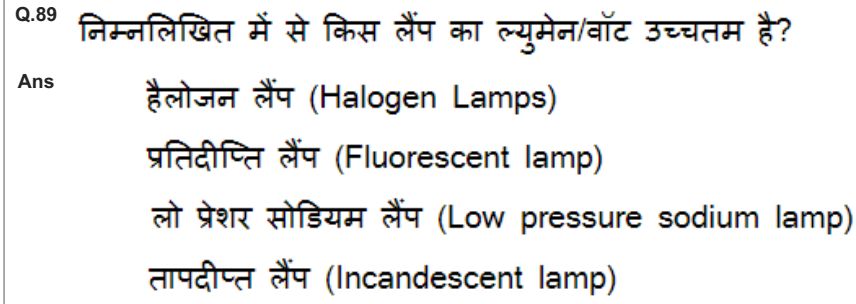 Q.89 निम्नलिखित में से किस लैंप का ल्युमेन/वॉट उच्चतम है?
Ans
हैलोजन लैंप (Halogen Lamps)
प्रतिदीप्ति लैंप (Fluorescent lamp)
लो प्रेशर सोडियम लैंप (Low pressure sodium lamp)
तापदीप्त लैंप (Incandescent lamp)